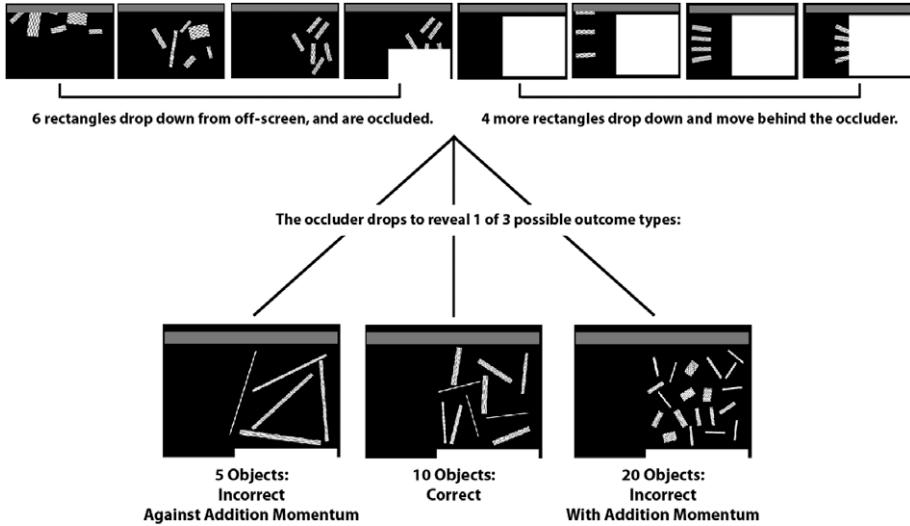 6 rectangles drop down from off-screen, and are occluded.
4 more rectangles drop down and move behind the occluder.
The occluder drops to reveal 1 of 3 possible outcome types:
5 Objects:
Incorrect
Against Addition Momentum
10 Objects:
Correct
20 Objects:
Incorrect
With Addition Momentum